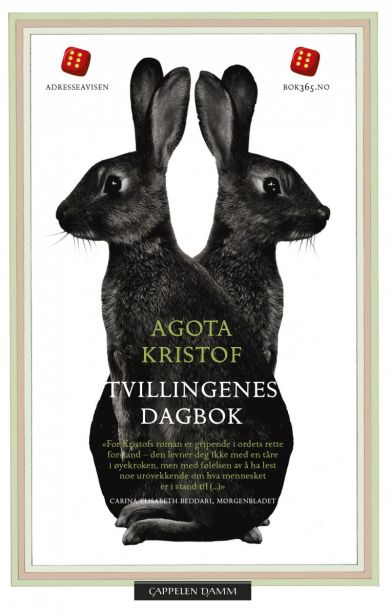 ADRESSEAVISEN
BOK365.NO
AGOTA
KRISTOF
TVILLINGENES
DAGBOK
«For Kristofs roman er gripende i ordets rette
forstand – den levner deg ikke med en tåre
i øyekroken, men med følelsen av å ha lest
noe urovekkende om hva mennesket
er i stand til (...)»
CARINA ELISABETH BEDDARI, MORGENBLADET
CAPPELEN DAMM